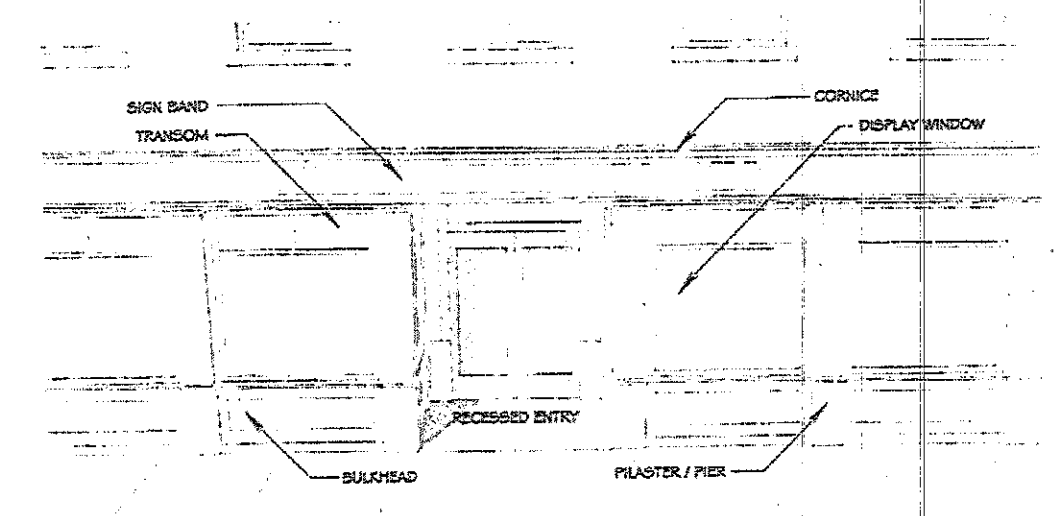 SIGN BAND
CORNICE
TRANSOM
DISPLAY WINDOW
RECESSED ENTRY
BULKHEAD
PILASTER / PIER